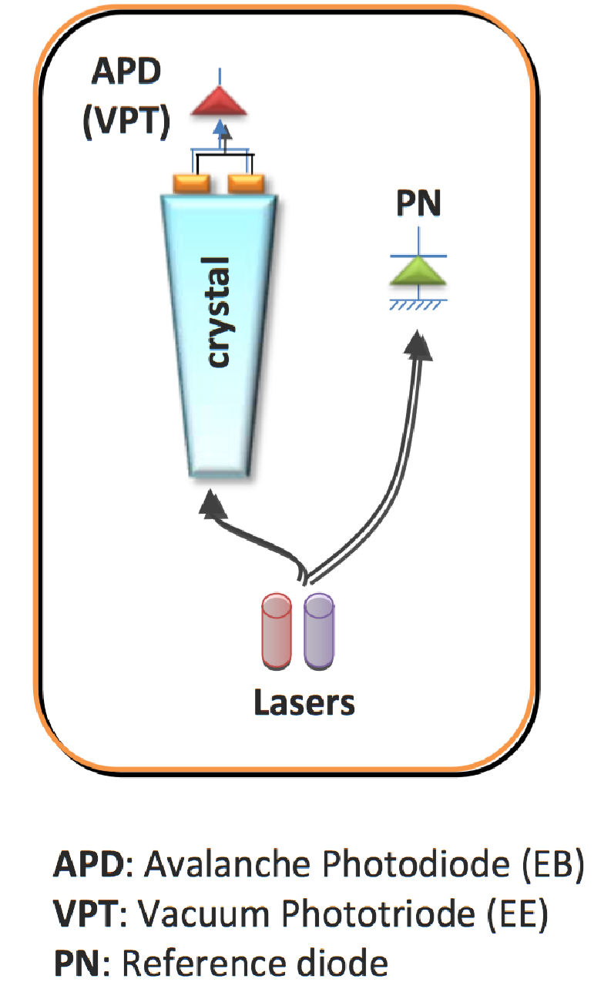 APD
(VPT)
PN
crystal
Lasers
APD: Avalanche Photodiode (EB)
VPT: Vacuum Phototriode (EE)
PN: Reference diode